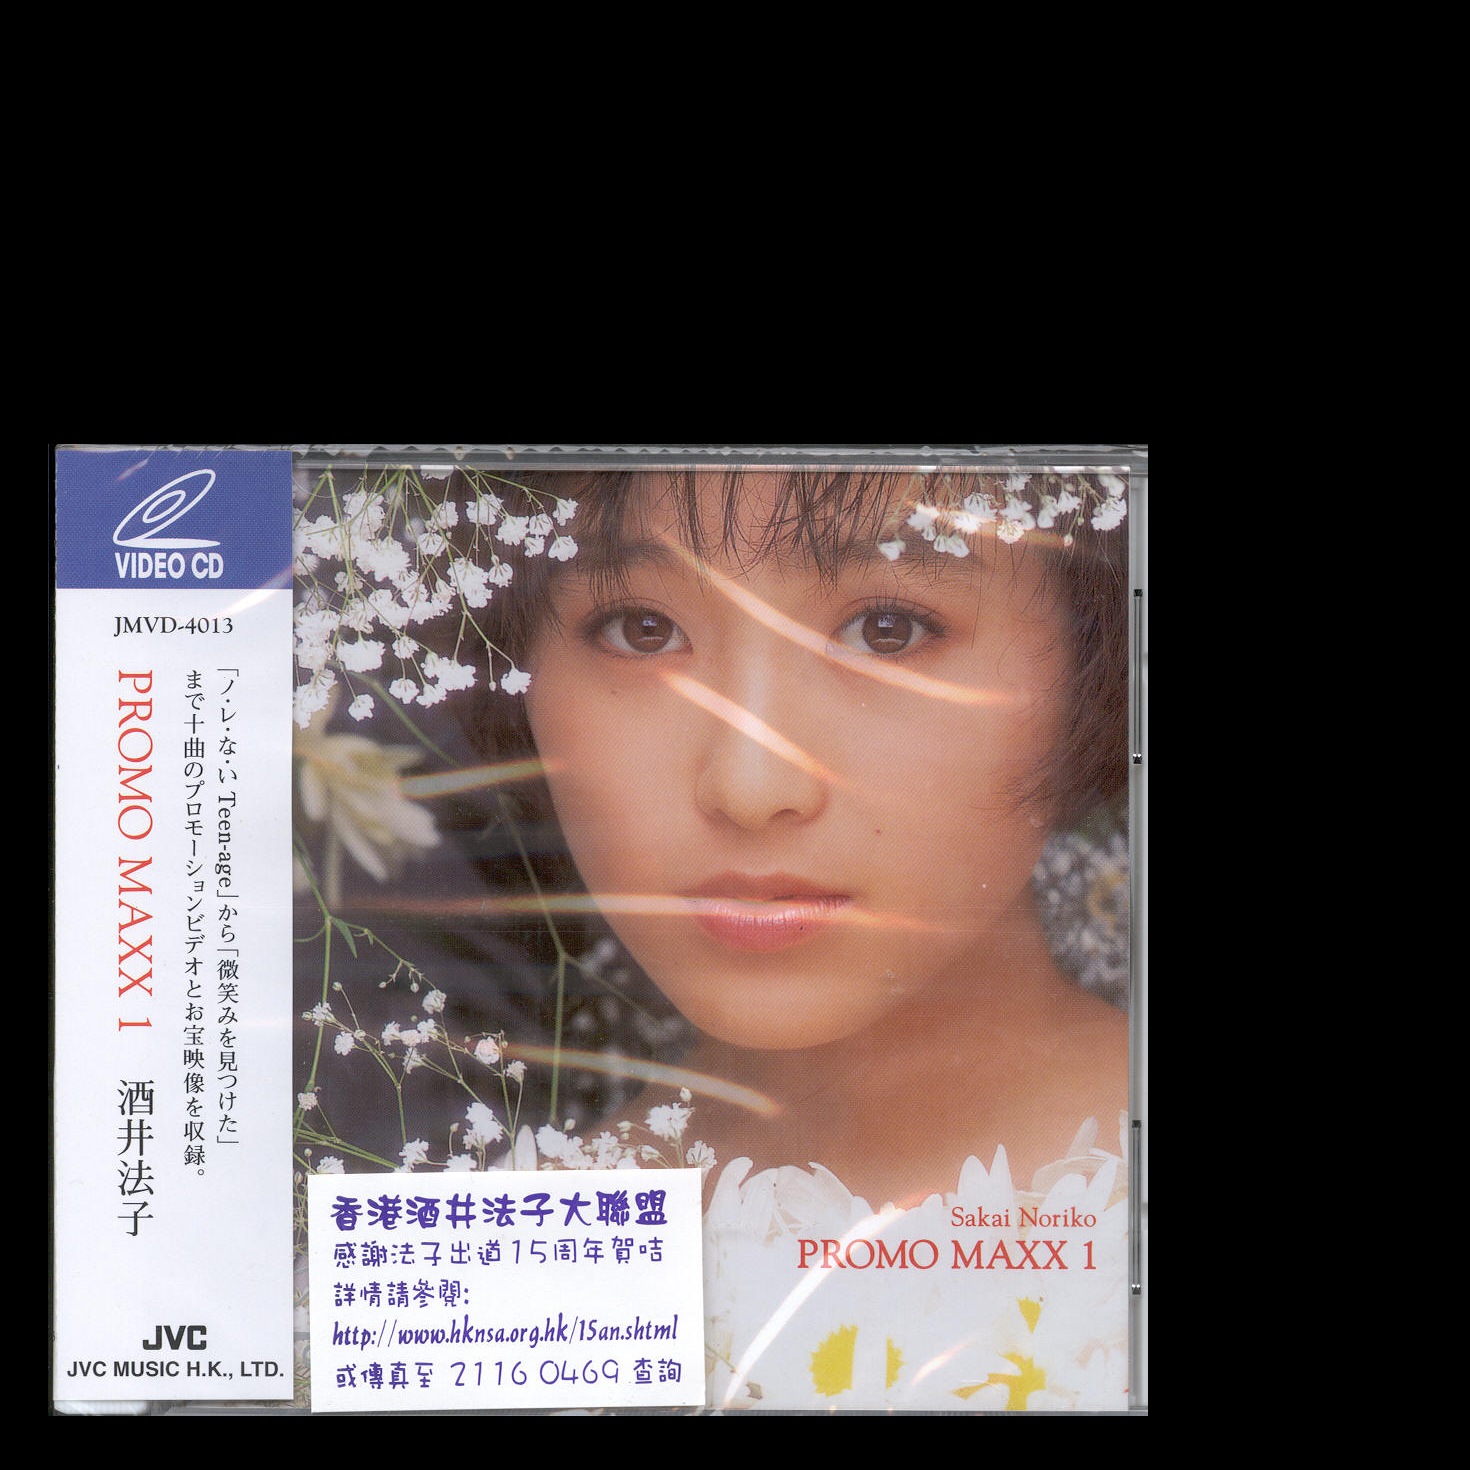 VIDEO CD
JMVD-4013
「ノ・レ・な・い Teen-age」から「微笑みを見つけた」
まで十曲のプロモーションビデオとお宝映像を収録。
PROMO MAXX 1 酒井法子
JVC
JVC MUSIC H.K., LTD.
Sakai Noriko
PROMO MAXX 1
香港酒井法子大聯盟
感謝法子出道15周年賀咭
詳情請參閱:
http://www.hknsa.org.hk/15an.shtml
或傳真至 2116 0469 查詢